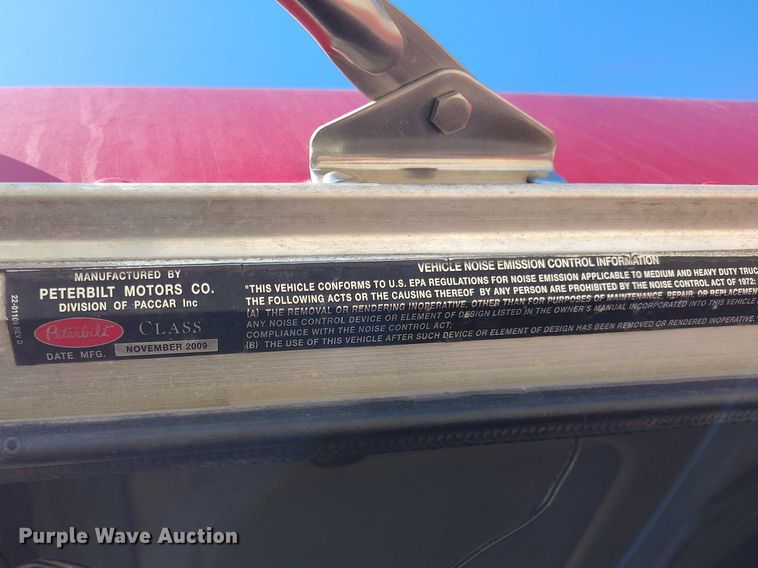 MANUFACTURED BY
PETERBILT MOTORS CO.
DIVISION OF PACCAR Inc
Peterbilt CLASS
DATE MFG. NOVEMBER 2009
VEHICLE NOISE EMISSION CONTROL INFORMATION
"THIS VEHICLE CONFORMS TO U.S. EPA REGULATIONS FOR NOISE EMISSION APPLICABLE TO MEDIUM AND HEAVY DUTY TRUC
THE FOLLOWING ACTS OR THE CAUSING THEREOF BY ANY PERSON ARE PROHIBITED BY THE NOISE CONTROL ACT OF 1972:
(A) THE REMOVAL OR RENDERING INOPERATIVE, OTHER THAN FOR PURPOSES OF MAINTENANCE, REPAIR, OR REPLACEMEN
ANY NOISE CONTROL DEVICE OR ELEMENT OF DESIGN LISTED IN THE OWNER'S MANUAL INCORPORATED INTO THIS VEHICLE
COMPLIANCE WITH THE NOISE CONTROL ACT;
(B) THE USE OF THIS VEHICLE AFTER SUCH DEVICE OR ELEMENT OF DESIGN HAS BEEN REMOVED OR RENDERED INOPERATIVE.
Purple Wave Auction